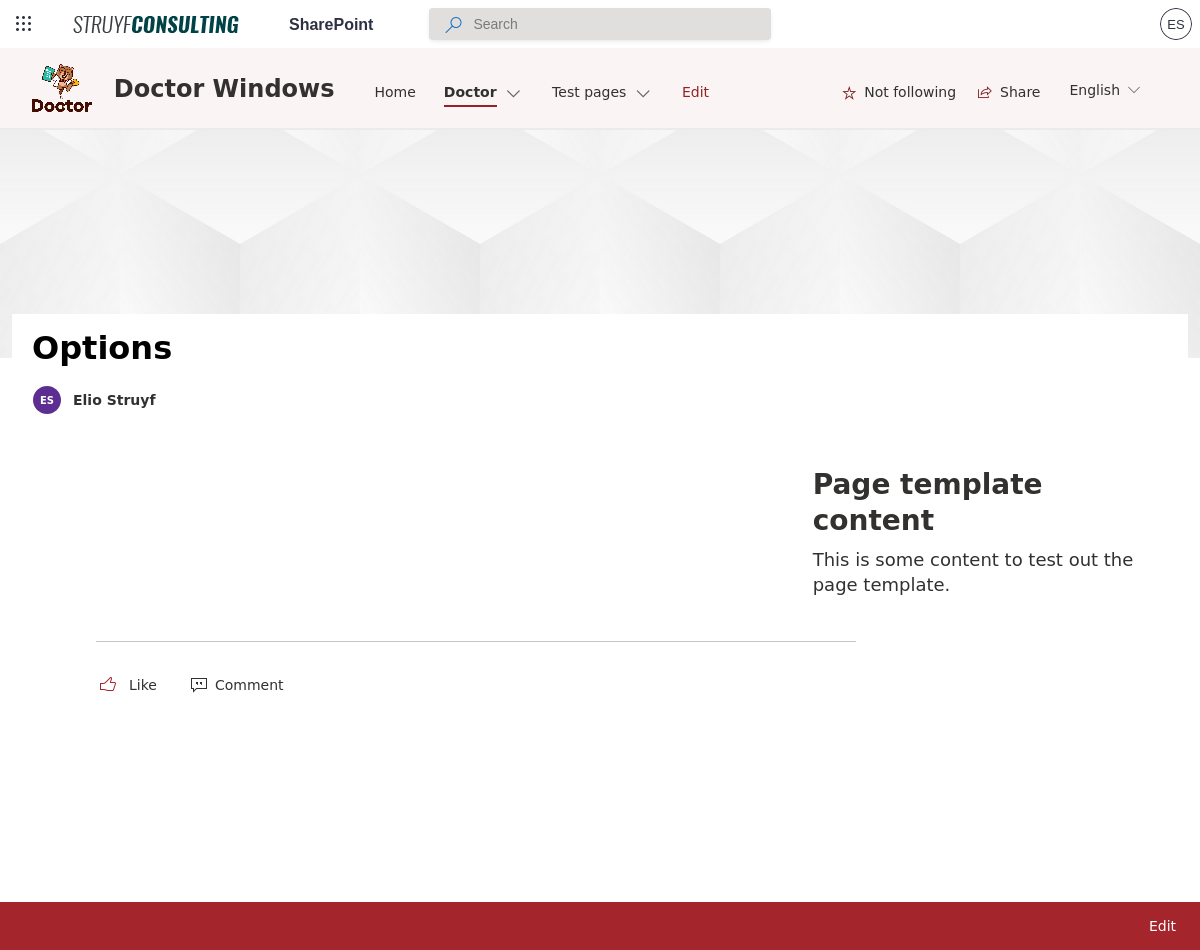 STRUYFCONSULTING SharePoint Search ES
Doctor Doctor Windows Home Doctor Test pages Edit Not following Share English
Options
ES Elio Struyf
Page template
content
This is some content to test out the
page template.
Like Comment
Edit